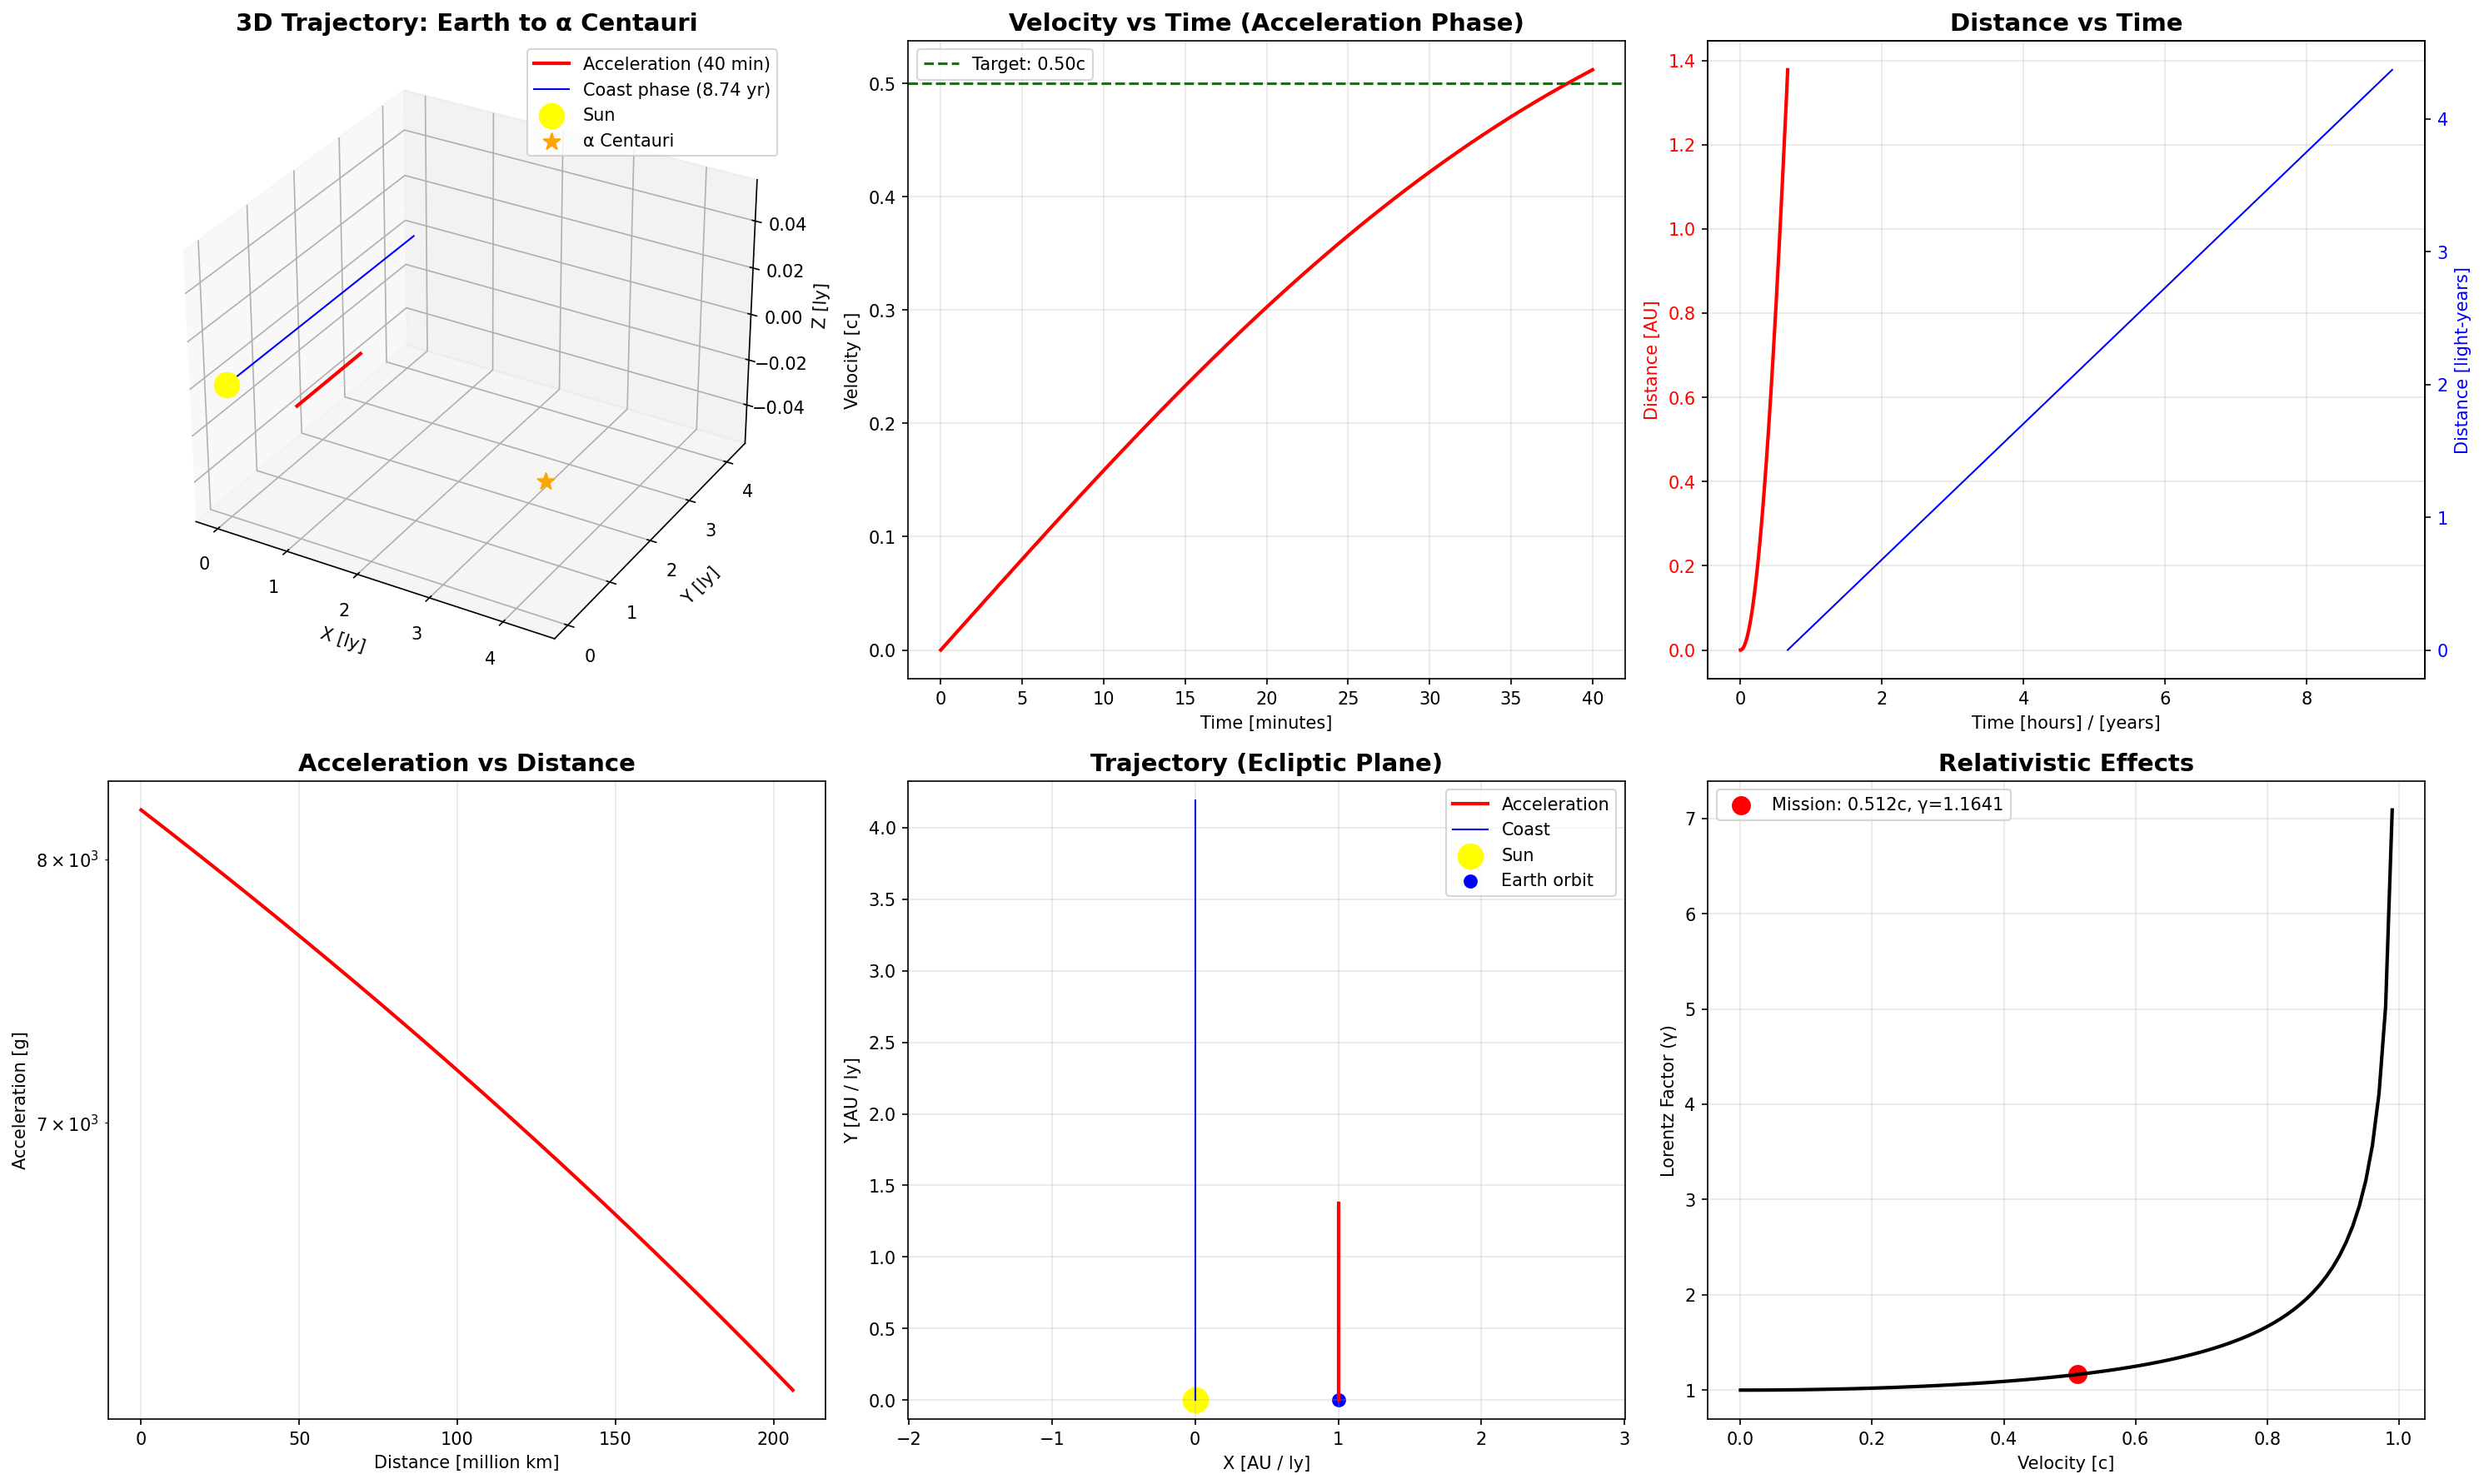 3D Trajectory: Earth to α Centauri
Acceleration (40 min)
Coast phase (8.74 yr)
Sun
α Centauri
0.04
0.02
0.00
−0.02
−0.04
Z [ly]
0
1
2
3
4
X [ly]
0
1
2
3
4
Y [ly]
Velocity vs Time (Acceleration Phase)
Target: 0.50c
0.5
0.4
0.3
0.2
0.1
0.0
Velocity [c]
0
5
10
15
20
25
30
35
40
Time [minutes]
Distance vs Time
1.4
1.2
1.0
0.8
0.6
0.4
0.2
0.0
Distance [AU]
4
3
2
1
0
Distance [light-years]
0
2
4
6
8
Time [hours] / [years]
Acceleration vs Distance
8 × 10³
7 × 10³
Acceleration [g]
0
50
100
150
200
Distance [million km]
Trajectory (Ecliptic Plane)
Acceleration
Coast
Sun
Earth orbit
4.0
3.5
3.0
2.5
2.0
1.5
1.0
0.5
0.0
Y [AU / ly]
−2
−1
0
1
2
3
X [AU / ly]
Relativistic Effects
Mission: 0.512c, γ=1.1641
7
6
5
4
3
2
1
Lorentz Factor (γ)
0.0
0.2
0.4
0.6
0.8
1.0
Velocity [c]